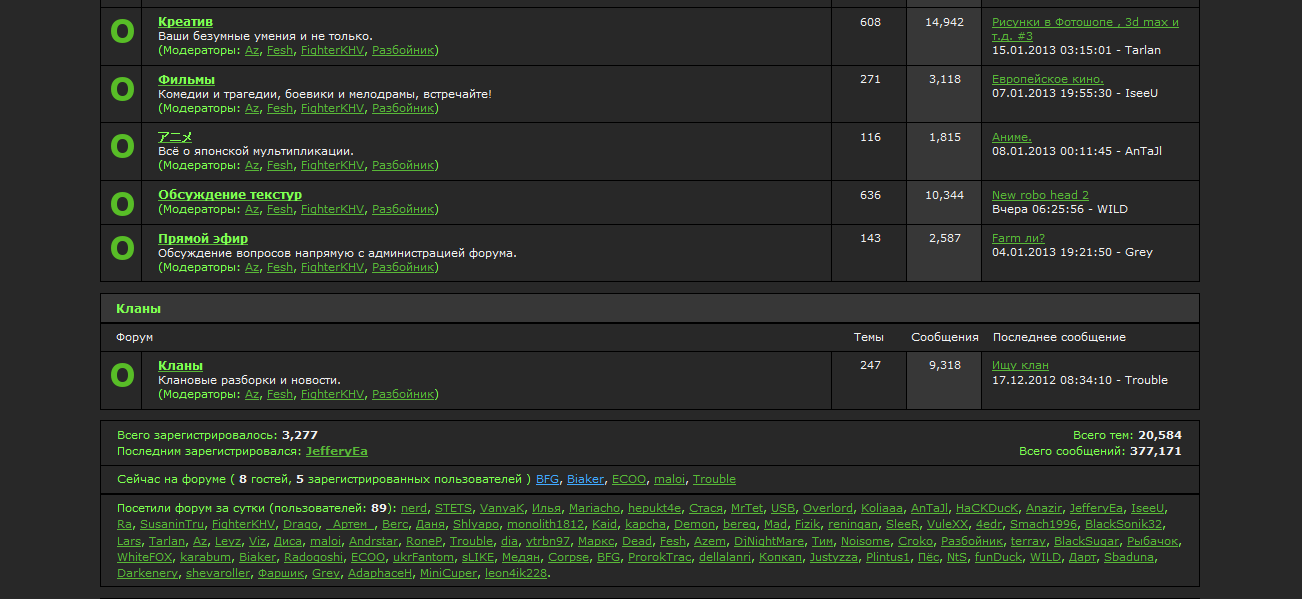 Креатив 608 14,942 Рисунки в Фотошопе , 3d max и
Ваши безумные умения и не только. т.д. #3
(Модераторы: Az, Fesh, FighterKHV, Разбойник) 15.01.2013 03:15:01 - Tarlan
Фильмы 271 3,118 Европейское кино.
Комедии и трагедии, боевики и мелодрамы, встречайте! 07.01.2013 19:55:30 - IseeU
(Модераторы: Az, Fesh, FighterKHV, Разбойник)
アニメ 116 1,815 Аниме.
Всё о японской мультипликации. 08.01.2013 00:11:45 - AnTaJl
(Модераторы: Az, Fesh, FighterKHV, Разбойник)
Обсуждение текстур 636 10,344 New robo head 2
(Модераторы: Az, Fesh, FighterKHV, Разбойник) Вчера 06:25:56 - WILD
Прямой эфир 143 2,587 Farm ли?
Обсуждение вопросов напрямую с администрацией форума. 04.01.2013 19:21:50 - Grey
(Модераторы: Az, Fesh, FighterKHV, Разбойник)
Кланы
Форум Темы Сообщения Последнее сообщение
Кланы 247 9,318 Ищу клан
Клановые разборки и новости. 17.12.2012 08:34:10 - Trouble
(Модераторы: Az, Fesh, FighterKHV, Разбойник)
Всего зарегистрировалось: 3,277 Всего тем: 20,584
Последним зарегистрировался: JefferyEa Всего сообщений: 377,171
Сейчас на форуме ( 8 гостей, 5 зарегистрированных пользователей ) BFG, Biaker, ECOO, maloi, Trouble
Посетили форум за сутки (пользователей: 89): nerd, STETS, VanyaK, Илья, Mariacho, hepukt4e, Стася, MrTet, USB, Overlord, Koliaaa, AnTaJl, HaCKDucK, Anazir, JefferyEa, IseeU,
Ra, SusaninTru, FighterKHV, Drago, _Артем_, Berc, Даня, Shlyapo, monolith1812, Kaid, kapcha, Demon, bereg, Mad, Fizik, reningan, SleeR, VuleXX, 4edr, Smach1996, BlackSonik32,
Lars, Tarlan, Az, Leyz, Viz, Диса, maloi, Andrstar, RoneP, Trouble, dia, ytrbn97, Маркс, Dead, Fesh, Azem, DjNightMare, Тим, Noisome, Croko, Разбойник, terray, BlackSugar, Рыбачок,
WhiteFOX, karabum, Biaker, Radogoshi, ECOO, ukrFantom, sLIKE, Медян, Corpse, BFG, ProrokTrac, dellalanri, Konkan, Justyzza, Plintus1, Пёс, NtS, funDuck, WILD, Дарт, Sbaduna,
Darkenery, shevaroller, Фаршик, Grey, AdaphaceH, MiniCuper, leon4ik228.